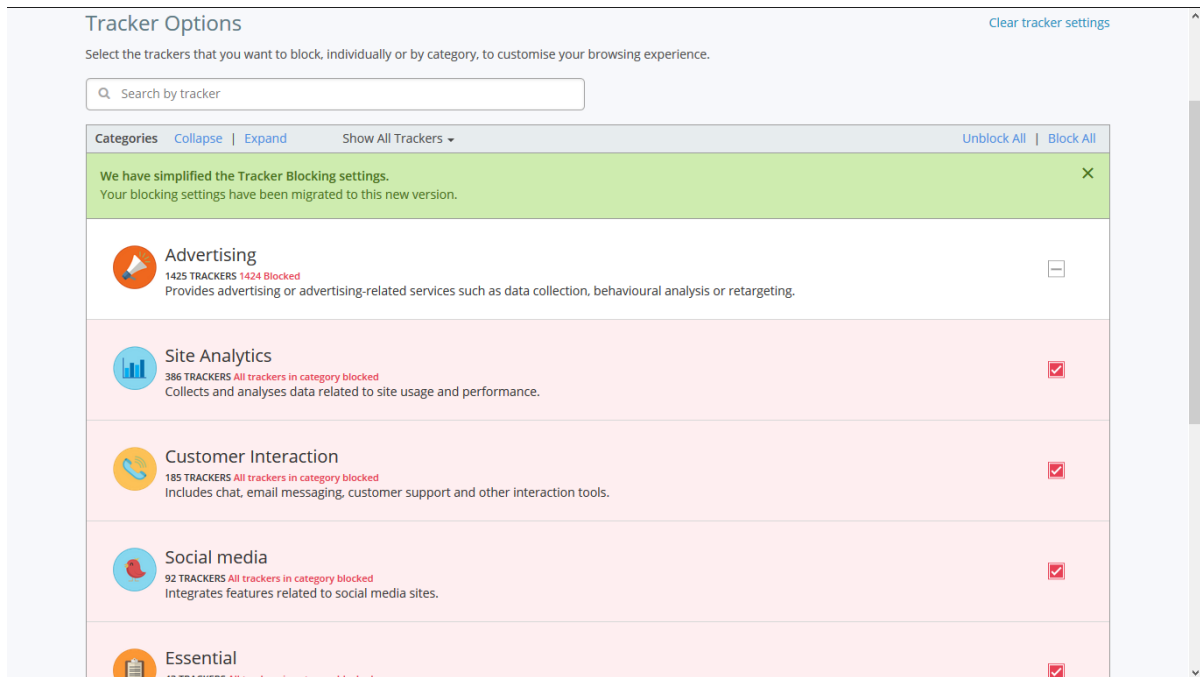 Tracker Options
Clear tracker settings
Select the trackers that you want to block, individually or by category, to customise your browsing experience.
Search by tracker
Categories Collapse | Expand Show All Trackers Unblock All | Block All
We have simplified the Tracker Blocking settings.
Your blocking settings have been migrated to this new version.
Advertising
1425 TRACKERS 1424 Blocked
Provides advertising or advertising-related services such as data collection, behavioural analysis or retargeting.
Site Analytics
386 TRACKERS All trackers in category blocked
Collects and analyses data related to site usage and performance.
Customer Interaction
185 TRACKERS All trackers in category blocked
Includes chat, email messaging, customer support and other interaction tools.
Social media
92 TRACKERS All trackers in category blocked
Integrates features related to social media sites.
Essential